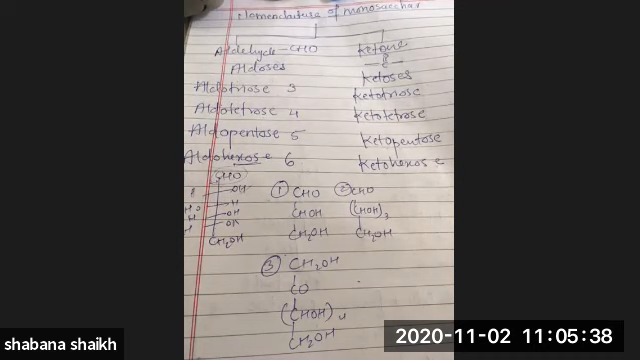 Nomenclature of monosacchar
Aldehyde -CHO Ketone
-C-
Aldoses Ketoses
Aldotriose 3 Ketotriose
Aldotetrose 4 Ketotetrose
Aldopentose 5 Ketopentose
Aldohexose 6 Ketohexose
CHO
OH
H
OH
OH
CH2OH
① CHO
CHOH
CH2OH
② CHO
(CHOH)3
CH2OH
③ CH2OH
CO
(CHOH)4
CH2OH
shabana shaikh
2020-11-02 11:05:38